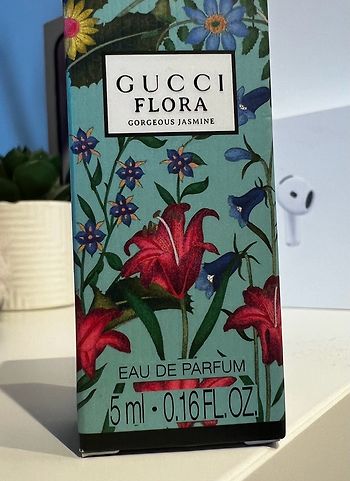 GUCCI
FLORA
GORGEOUS JASMINE
EAU DE PARFUM
5 ml • 0.16 FL.OZ.